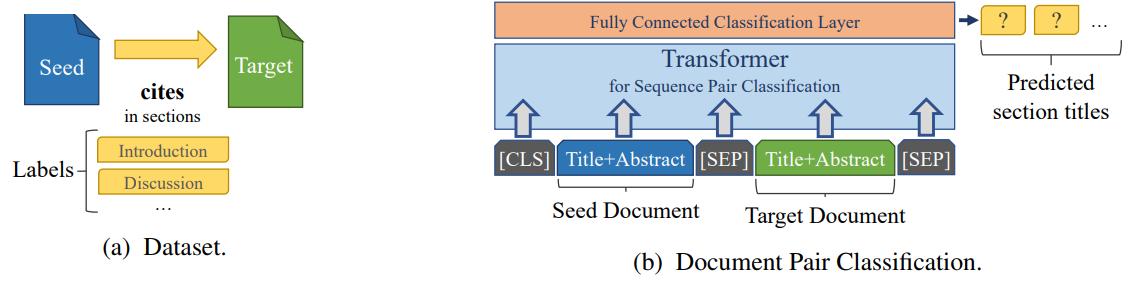 Seed
Target
cites
in sections
Labels
Introduction
Discussion
...
(a) Dataset.
Fully Connected Classification Layer
? ? ...
Transformer
for Sequence Pair Classification
Predicted
section titles
[CLS] Title+Abstract [SEP] Title+Abstract [SEP]
Seed Document
Target Document
(b) Document Pair Classification.